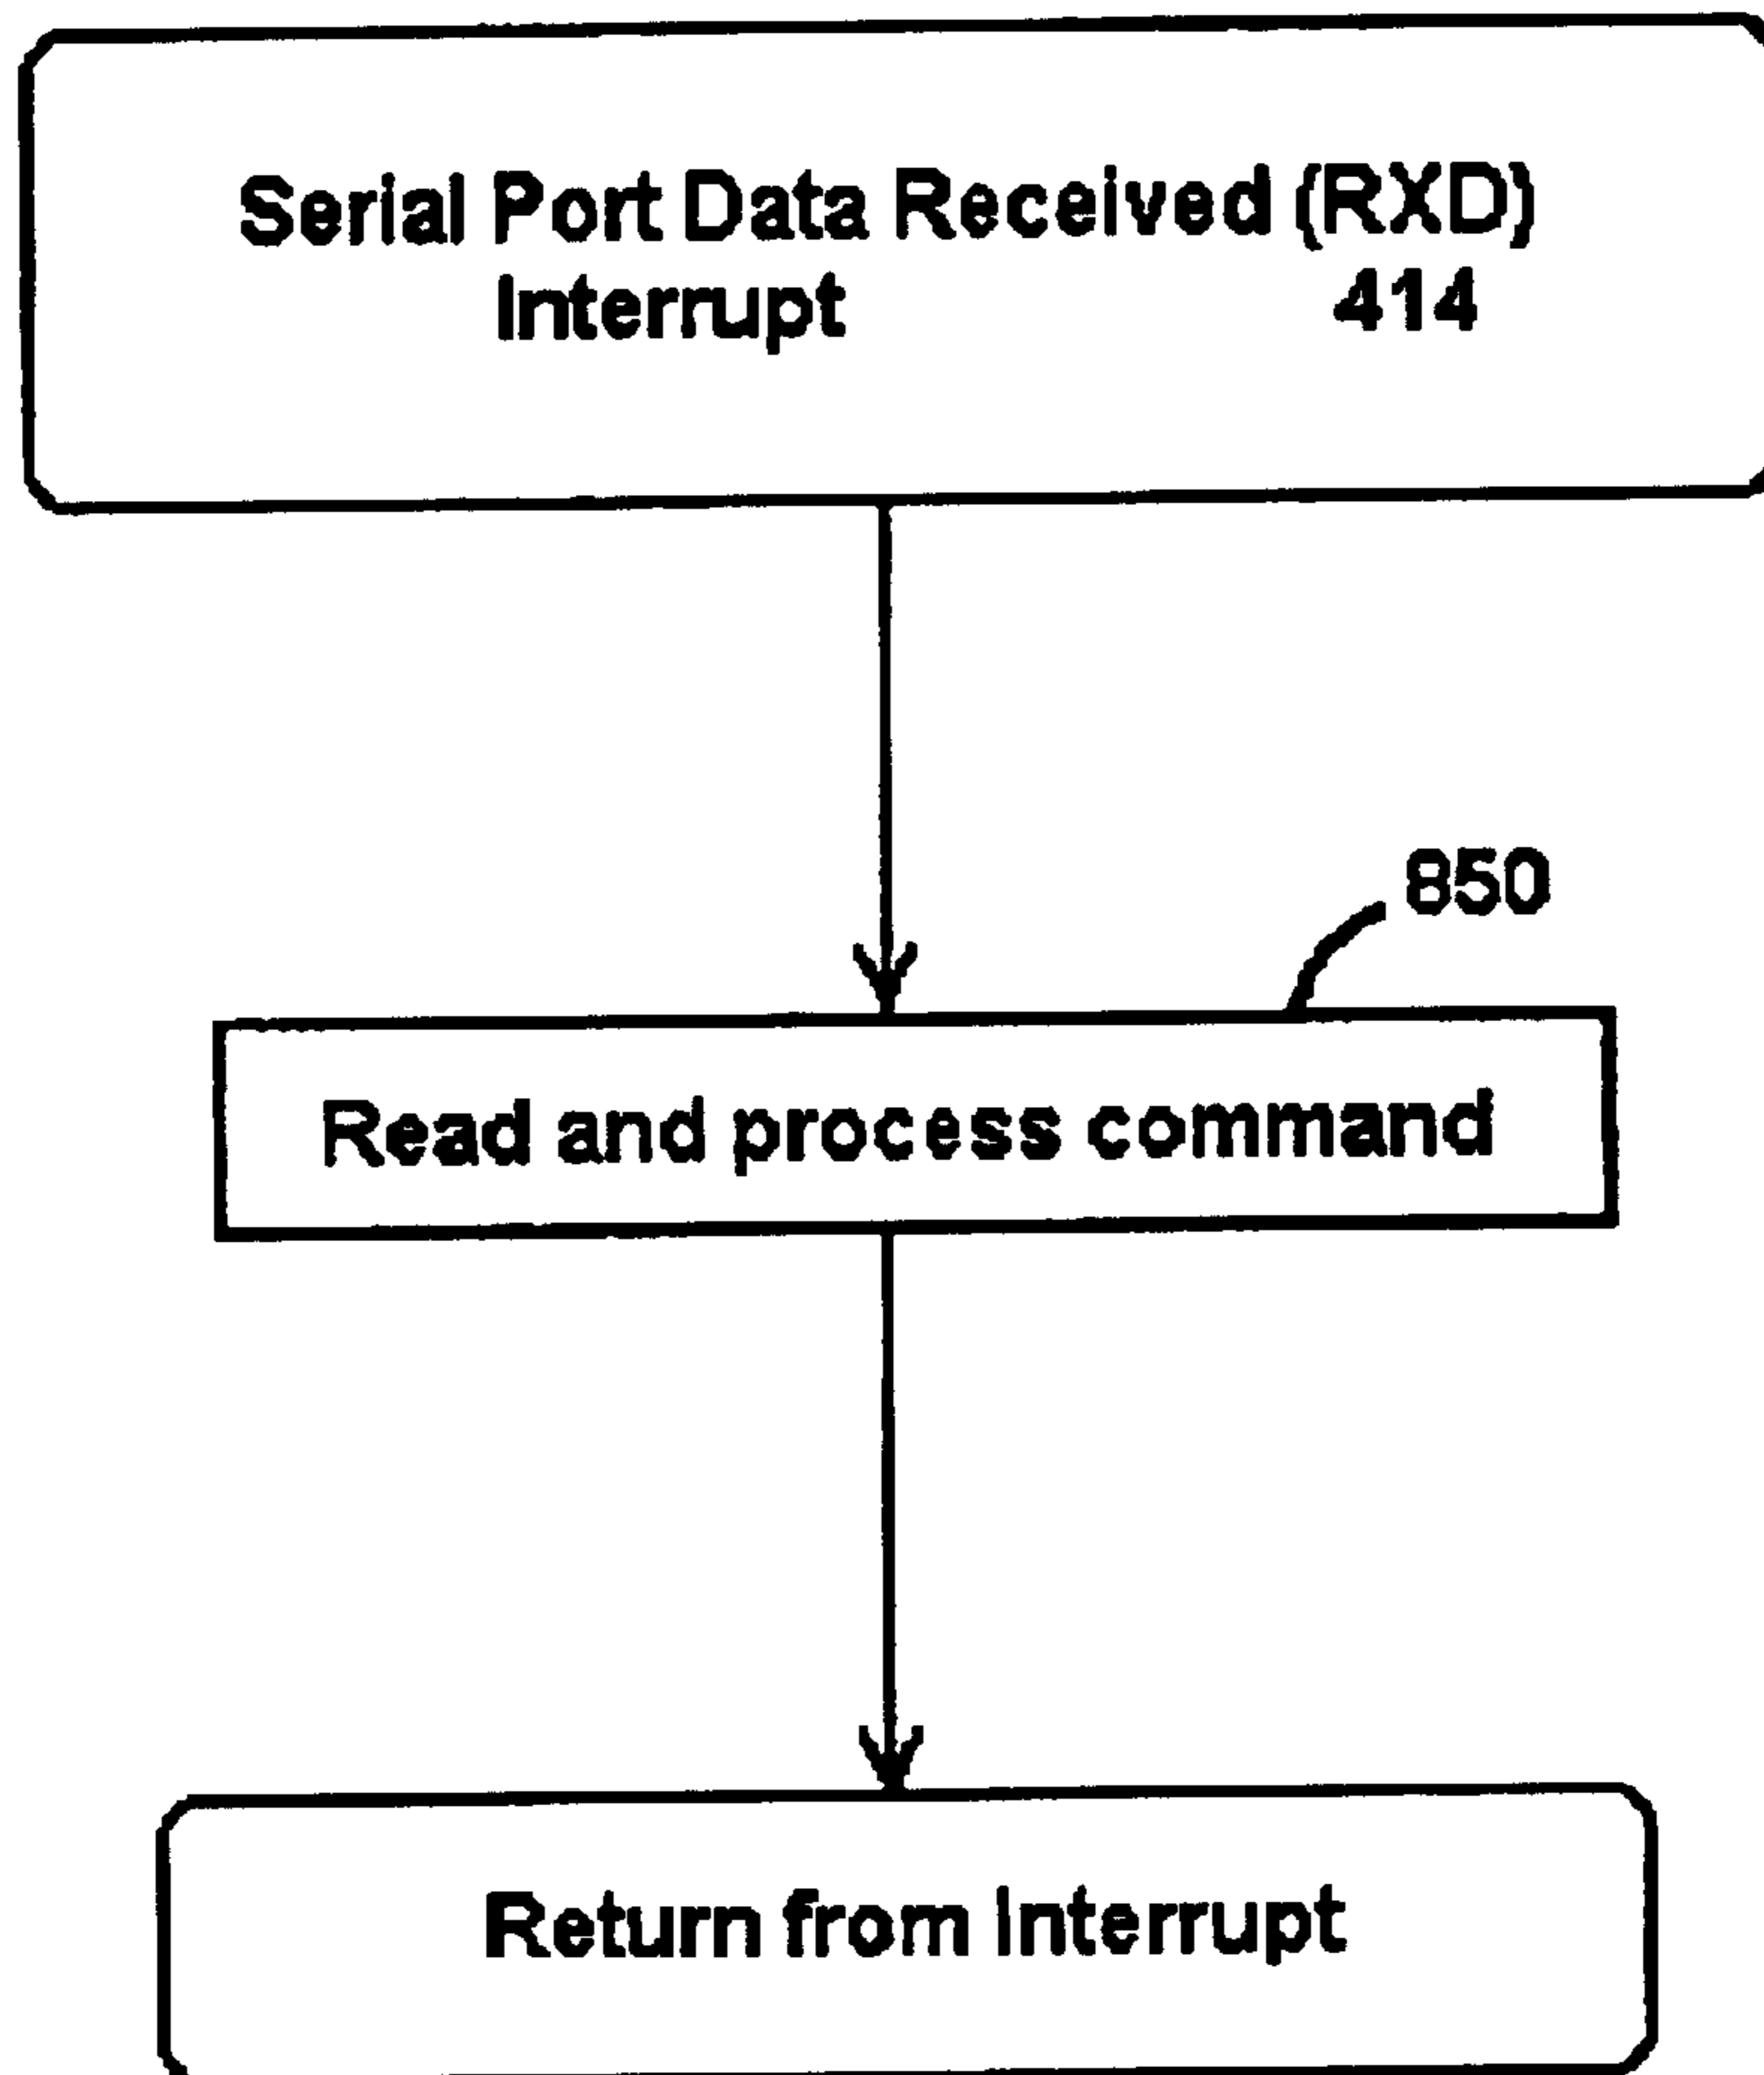 Serial Port Data Received (RXD)
Interrupt 414
850
Read and process command
Return from Interrupt